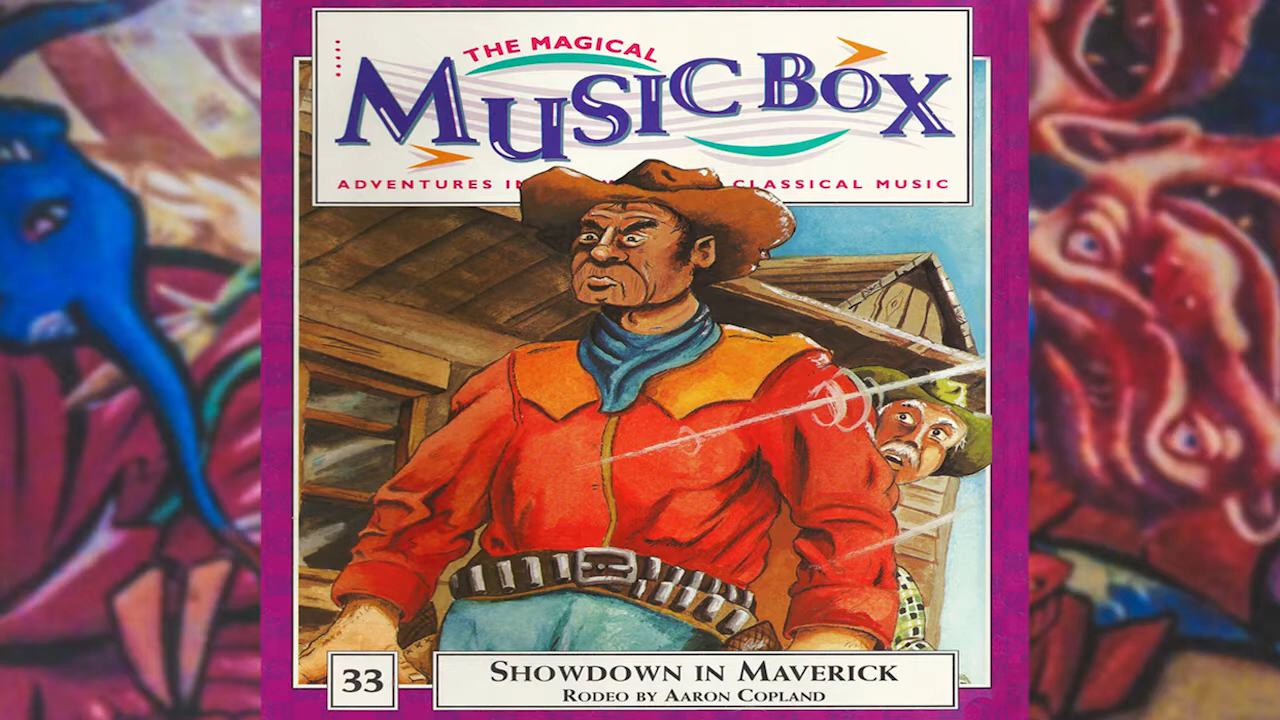 THE MAGICAL
MUSIC BOX
ADVENTURES IN CLASSICAL MUSIC
33
SHOWDOWN IN MAVERICK
RODEO BY AARON COPLAND